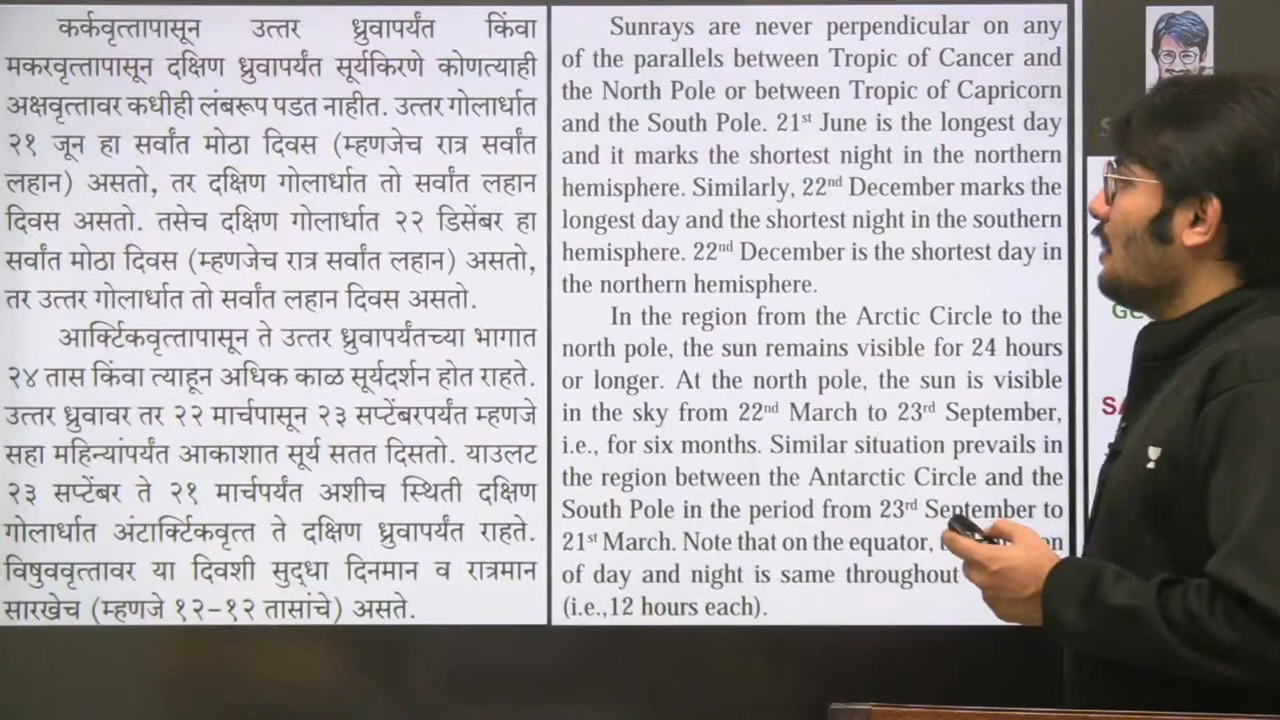 कर्कवृत्तापासून उत्तर ध्रुवापर्यंत किंवा
मकरवृत्तापासून दक्षिण ध्रुवापर्यंत सूर्यकिरणे कोणत्याही
अक्षवृत्तावर कधीही लंबरूप पडत नाहीत. उत्तर गोलार्धात
२१ जून हा सर्वांत मोठा दिवस (म्हणजेच रात्र सर्वांत
लहान) असतो, तर दक्षिण गोलार्धात तो सर्वांत लहान
दिवस असतो. तसेच दक्षिण गोलार्धात २२ डिसेंबर हा
सर्वांत मोठा दिवस (म्हणजेच रात्र सर्वांत लहान) असतो,
तर उत्तर गोलार्धात तो सर्वांत लहान दिवस असतो.
आर्क्टिकवृत्तापासून ते उत्तर ध्रुवापर्यंतच्या भागात
२४ तास किंवा त्याहून अधिक काळ सूर्यदर्शन होत राहते.
उत्तर ध्रुवावर तर २२ मार्चपासून २३ सप्टेंबरपर्यंत म्हणजे
सहा महिन्यांपर्यंत आकाशात सूर्य सतत दिसतो. याउलट
२३ सप्टेंबर ते २१ मार्चपर्यंत अशीच स्थिती दक्षिण
गोलार्धात अंटार्क्टिकवृत्त ते दक्षिण ध्रुवापर्यंत राहते.
विषुववृत्तावर या दिवशी सुद्धा दिनमान व रात्रमान
सारखेच (म्हणजे १२-१२ तासांचे) असते.
Sunrays are never perpendicular on any
of the parallels between Tropic of Cancer and
the North Pole or between Tropic of Capricorn
and the South Pole. 21st June is the longest day
and it marks the shortest night in the northern
hemisphere. Similarly, 22nd December marks the
longest day and the shortest night in the southern
hemisphere. 22nd December is the shortest day in
the northern hemisphere.
In the region from the Arctic Circle to the
north pole, the sun remains visible for 24 hours
or longer. At the north pole, the sun is visible
in the sky from 22nd March to 23rd September,
i.e., for six months. Similar situation prevails in
the region between the Antarctic Circle and the
South Pole in the period from 23rd September to
21st March. Note that on the equator,
of day and night is same throughout
(i.e.,12 hours each).